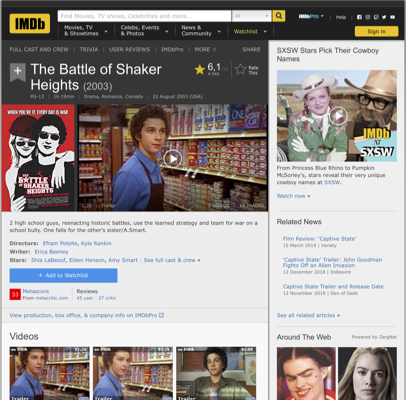 IMDb
Find Movies, TV shows, Celebrities and more...
All
IMDbPro
Help
Movies, TV
& Showtimes
Celebs, Events
& Photos
News &
Community
Watchlist
Sign in
FULL CAST AND CREW | TRIVIA | USER REVIEWS | IMDbPro | MORE
SHARE
The Battle of Shaker
Heights (2003)
6,1
Rate
This
PG-13 | 1h 19min | Drama, Romance, Comedy | 22 August 2003 (USA)
WHEN YOU'RE 17, EVERY DAY IS WAR.
THE
BATTLE OF
SHAKER
HEIGHTS
Trailer
2 high school guys, reenacting historic battles, use the learned strategy and team for war on a
school bully. One falls for the other's sister/A.Smart.
Directors: Efram Potelle, Kyle Rankin
Writer: Erica Beeney
Stars: Shia LaBeouf, Elden Henson, Amy Smart | See full cast & crew »
+ Add to Watchlist
Metascore
From metacritic.com
Reviews
45 user | 27 critic
View production, box office, & company info on IMDbPro
Videos
Trailer
Trailer
Trailer
SXSW Stars Pick Their Cowboy
Names
IMDb
AT
SXSW
From Princess Blue Rhino to Pumpkin
McSorley, stars reveal their very unique
cowboy names at SXSW.
Watch now »
Related News
Film Review: 'Captive State'
15 March 2019 | Variety
'Captive State' Trailer: John Goodman
Fights Off an Alien Invasion
12 December 2018 | Indiewire
Captive State Trailer and Release Date
12 November 2018 | Den of Geek
See all related articles »
Around The Web
Powered by ZergNet